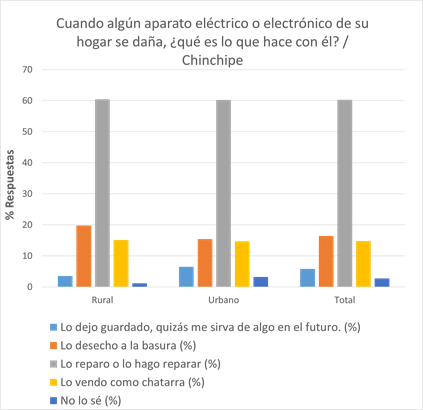 Cuando algún aparato eléctrico o electrónico de su
hogar se daña, ¿qué es lo que hace con él? /
Chinchipe
% Respuestas
70
60
50
40
30
20
10
0
Rural
Urbano
Total
Lo dejo guardado, quizás me sirva de algo en el futuro. (%)
Lo desecho a la basura (%)
Lo reparo o lo hago reparar (%)
Lo vendo como chatarra (%)
No lo sé (%)